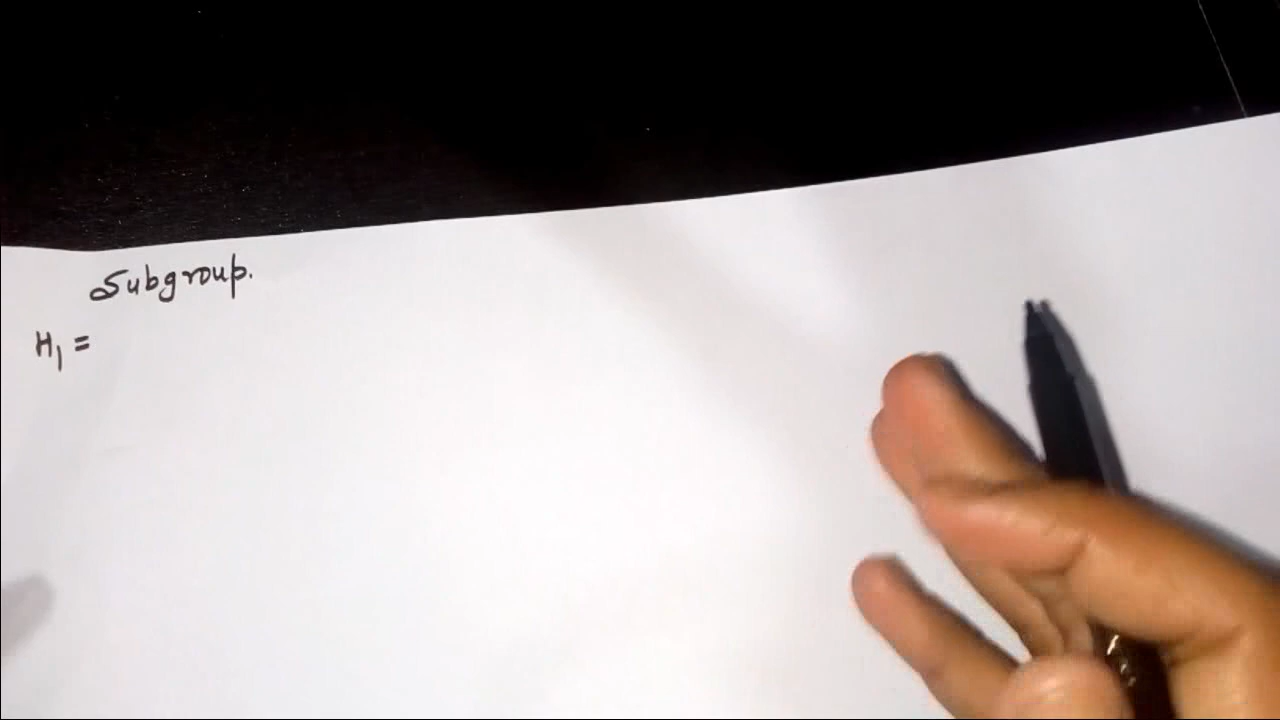 Subgroup.
H₁ =